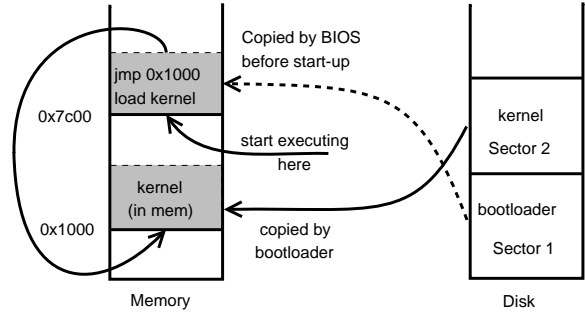 Copied by BIOS
before start-up
jmp 0x1000
load kernel
0x7c00
start executing
here
kernel
(in mem)
0x1000
copied by
bootloader
Memory
kernel
Sector 2
bootloader
Sector 1
Disk